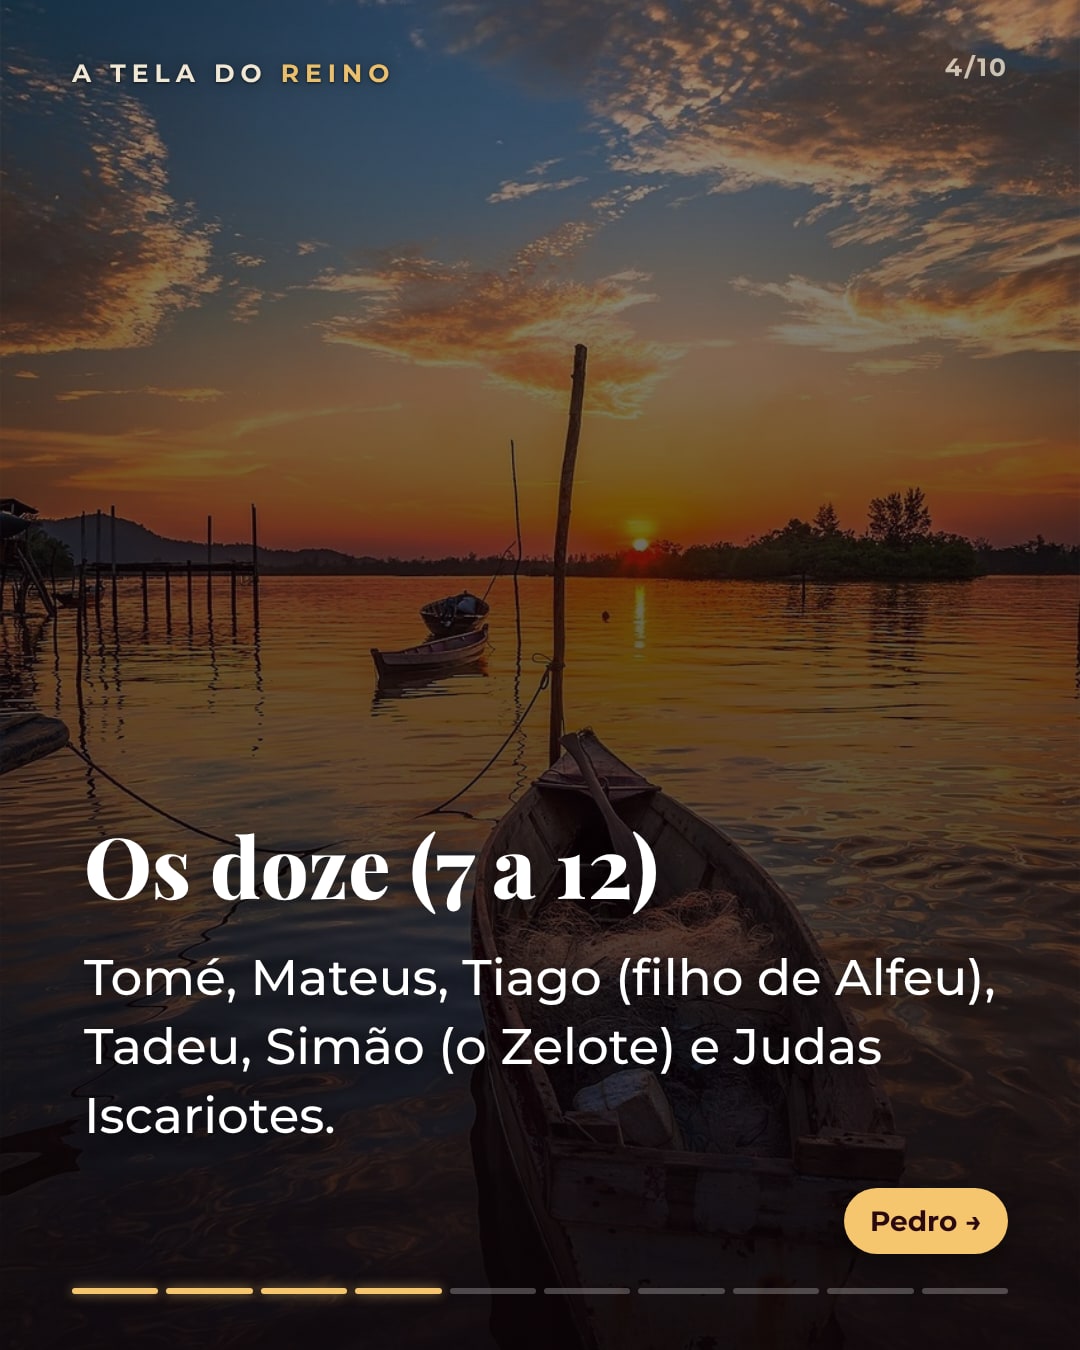 A TELA DO REINO
4/10
Os doze (7 a 12)
Tomé, Mateus, Tiago (filho de Alfeu),
Tadeu, Simão (o Zelote) e Judas
Iscariotes.
Pedro →